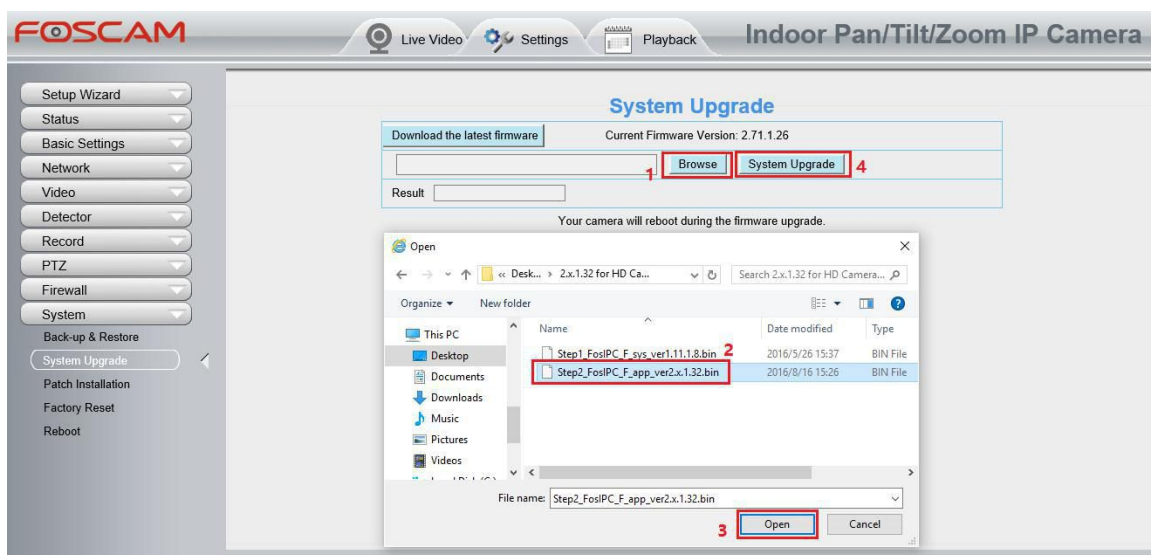 FOSCAM
Live Video
Settings
Playback
Indoor Pan/Tilt/Zoom IP Camera
Setup Wizard
Status
Basic Settings
Network
Video
Detector
Record
PTZ
Firewall
System
Back-up & Restore
System Upgrade
Patch Installation
Factory Reset
Reboot
System Upgrade
Download the latest firmware
Current Firmware Version: 2.71.1.26
1
Browse
System Upgrade
4
Result
Your camera will reboot during the firmware upgrade.
Open
« Desk... › 2.x.1.32 for HD Ca...
Search 2.x.1.32 for HD Camera...
Organize
New folder
This PC
Desktop
Documents
Downloads
Music
Pictures
Videos
Name
Date modified
Type
Step1_FosIPC_F_sys_ver1.11.1.8.bin
2
2016/5/26 15:37
BIN File
Step2_FosIPC_F_app_ver2.x.1.32.bin
2016/8/16 15:26
BIN File
File name:
Step2_FosIPC_F_app_ver2.x.1.32.bin
3
Open
Cancel